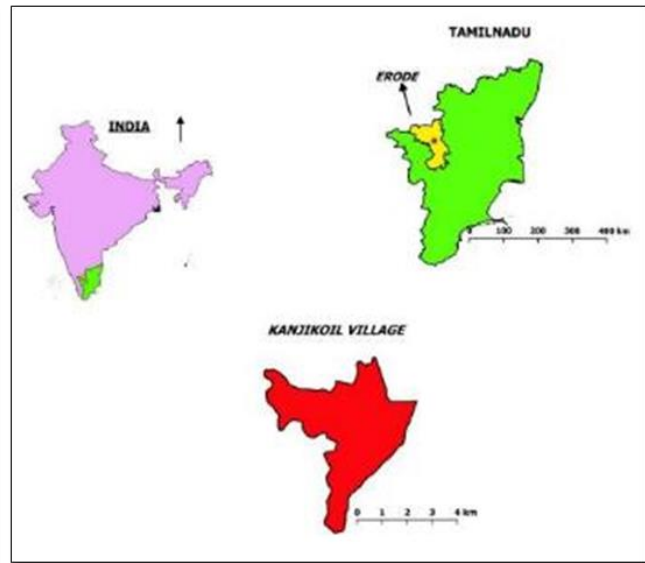 TAMILNADU
ERODE
INDIA
0 100 200 300 400 km
KANJIKOIL VILLAGE
0 1 2 3 4 km